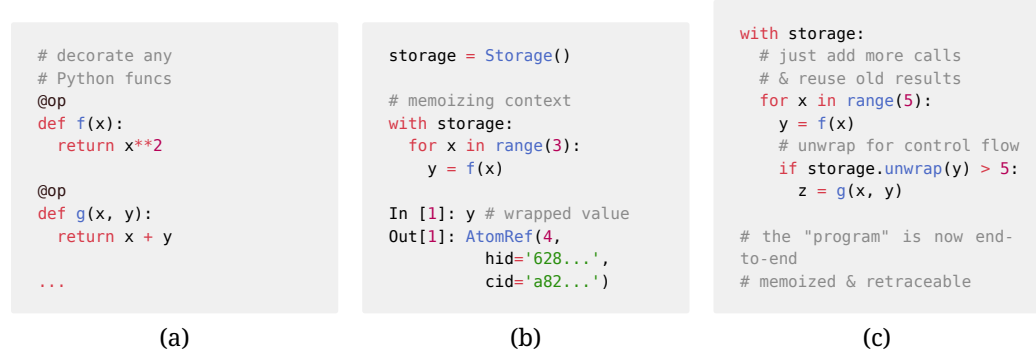 # decorate any
# Python funcs
@op
def f(x):
  return x**2
@op
def g(x, y):
  return x + y
...
(a)
storage = Storage()
# memoizing context
with storage:
  for x in range(3):
    y = f(x)
In [1]: y # wrapped value
Out[1]: AtomRef(4,
          hid='628...',
          cid='a82...')
(b)
with storage:
  # just add more calls
  # & reuse old results
  for x in range(5):
    y = f(x)
    # unwrap for control flow
    if storage.unwrap(y) > 5:
      z = g(x, y)
# the "program" is now end-
to-end
# memoized & retraceable
(c)